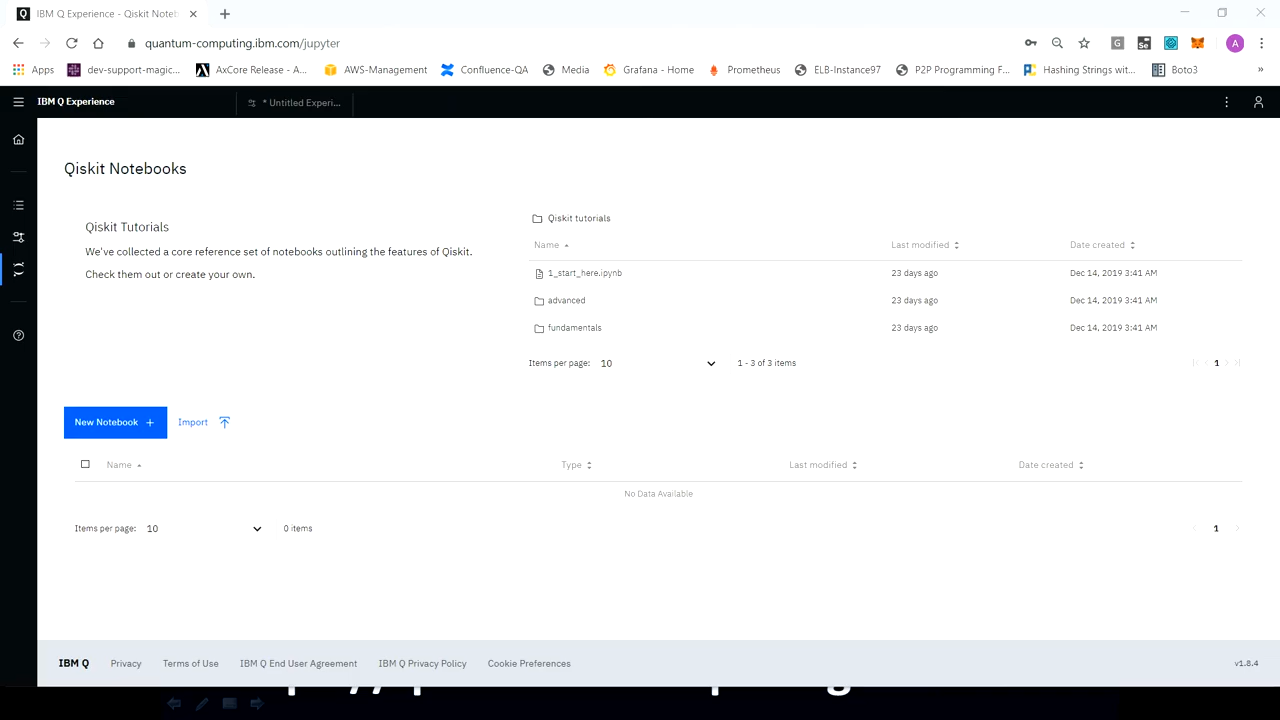 Q IBM Q Experience - Qiskit Noteb
quantum-computing.ibm.com/jupyter
G Se A
Apps dev-support-magic... AxCore Release - A... AWS-Management Confluence-QA Media Grafana - Home Prometheus ELB-Instance97 P2P Programming F... Hashing Strings wit... Boto3 »
IBM Q Experience * Untitled Experi...
Qiskit Notebooks
Qiskit Tutorials
We've collected a core reference set of notebooks outlining the features of Qiskit.
Check them out or create your own.
Qiskit tutorials
Name Last modified Date created
1_start_here.ipynb 23 days ago Dec 14, 2019 3:41 AM
advanced 23 days ago Dec 14, 2019 3:41 AM
fundamentals 23 days ago Dec 14, 2019 3:41 AM
Items per page: 10 1 - 3 of 3 items 1
New Notebook + Import
Name Type Last modified Date created
No Data Available
Items per page: 10 0 items 1
IBM Q Privacy Terms of Use IBM Q End User Agreement IBM Q Privacy Policy Cookie Preferences v1.8.4